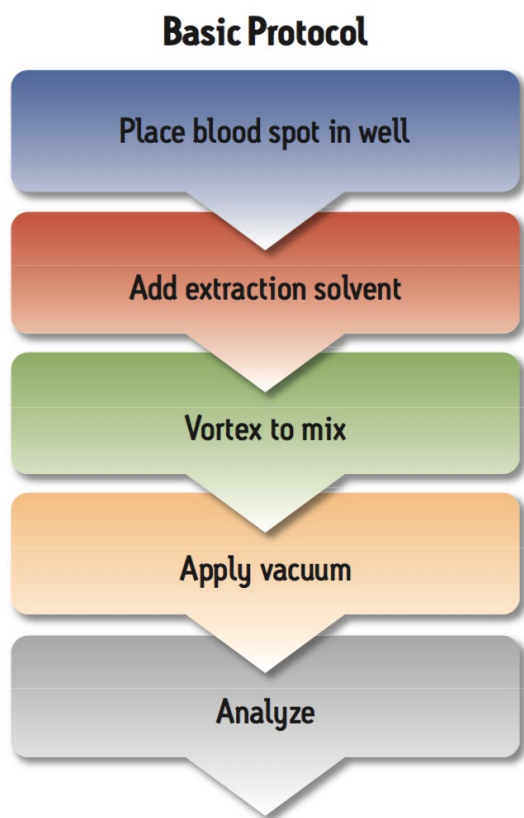 Basic Protocol
Place blood spot in well
Add extraction solvent
Vortex to mix
Apply vacuum
Analyze